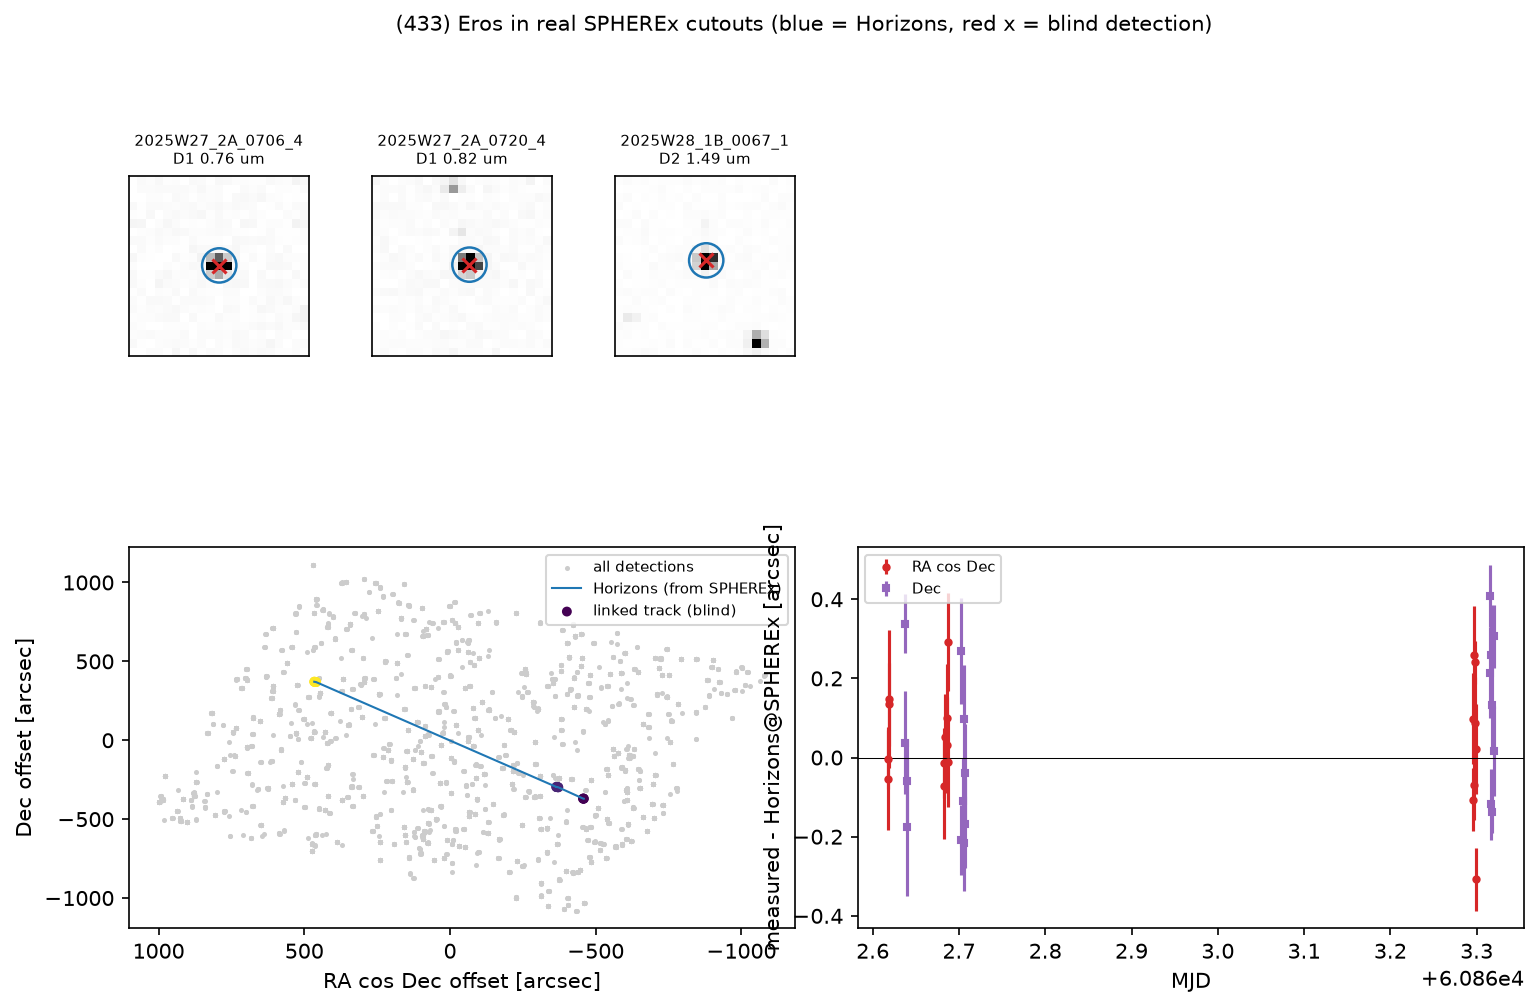 (433) Eros in real SPHEREx cutouts (blue = Horizons, red x = blind detection)
2025W27_2A_0706_4
D1 0.76 um
2025W27_2A_0720_4
D1 0.82 um
2025W28_1B_0067_1
D2 1.49 um
Dec offset [arcsec]
1000
500
0
−500
−1000
all detections
Horizons (from SPHEREx)
linked track (blind)
1000
500
0
−500
−1000
RA cos Dec offset [arcsec]
measured - Horizons@SPHEREx [arcsec]
0.4
0.2
0.0
−0.2
−0.4
RA cos Dec
Dec
2.6
2.7
2.8
2.9
3.0
3.1
3.2
3.3
MJD
+6.086e4